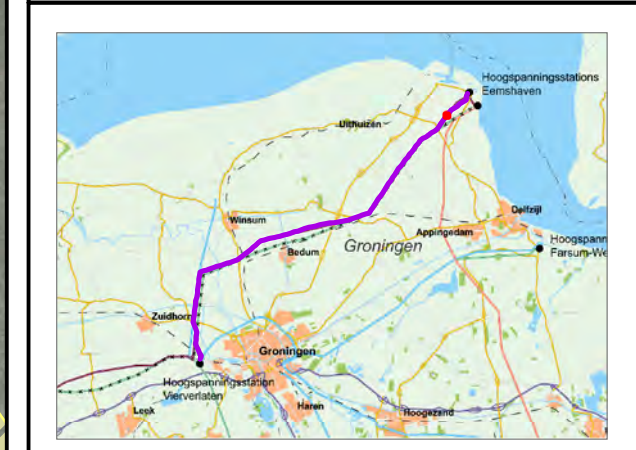 Hoogspanningsstations
Eemshaven
Uithuizen
Delfzijl
Winsum
Appingedam
Groningen
Bedum
Hoogspann
Farsum-We
Zuidhorn
Groningen
Hoogspanningsstation
Vierverlaten
Leek
Haren
Hoogezand